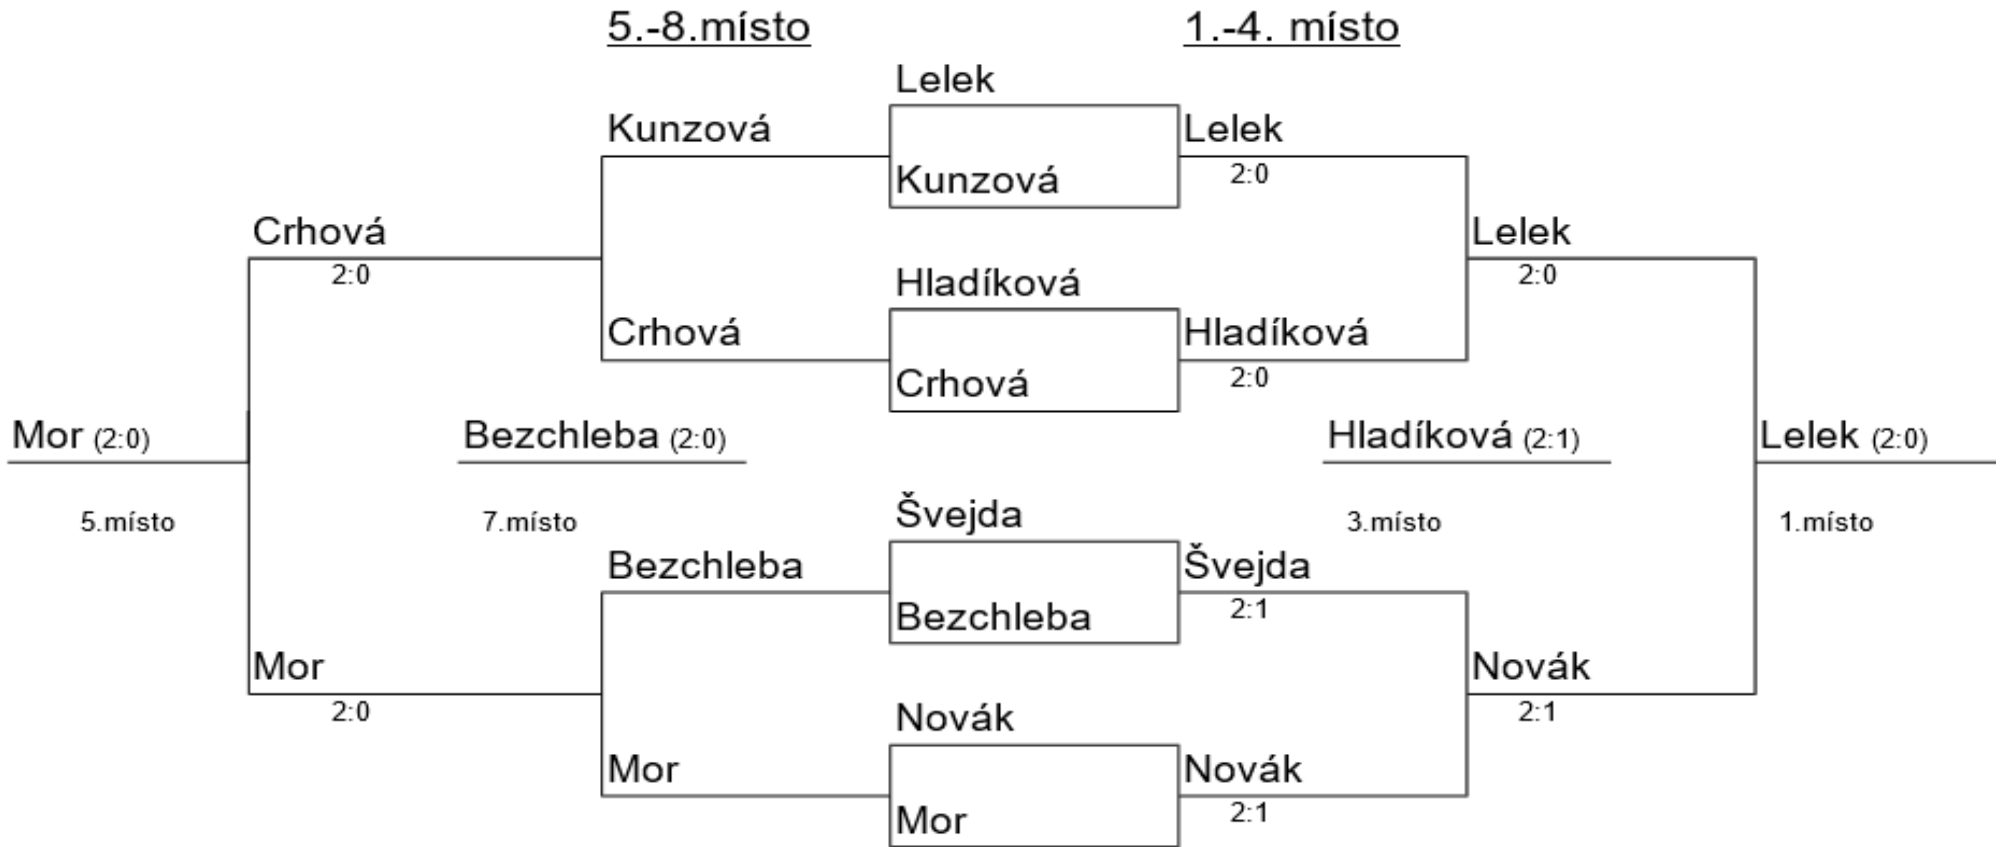 5.-8.místo
1.-4. místo
Lelek
Kunzová
Lelek
2:0
Kunzová
Crhová
2:0
Lelek
2:0
Hladíková
Crhová
Hladíková
2:0
Crhová
Mor (2:0)
Bezchleba (2:0)
Hladíková (2:1)
Lelek (2:0)
5.místo
7.místo
3.místo
1.místo
Švejda
Bezchleba
Švejda
2:1
Bezchleba
Mor
2:0
Novák
2:1
Novák
Mor
Novák
2:1
Mor